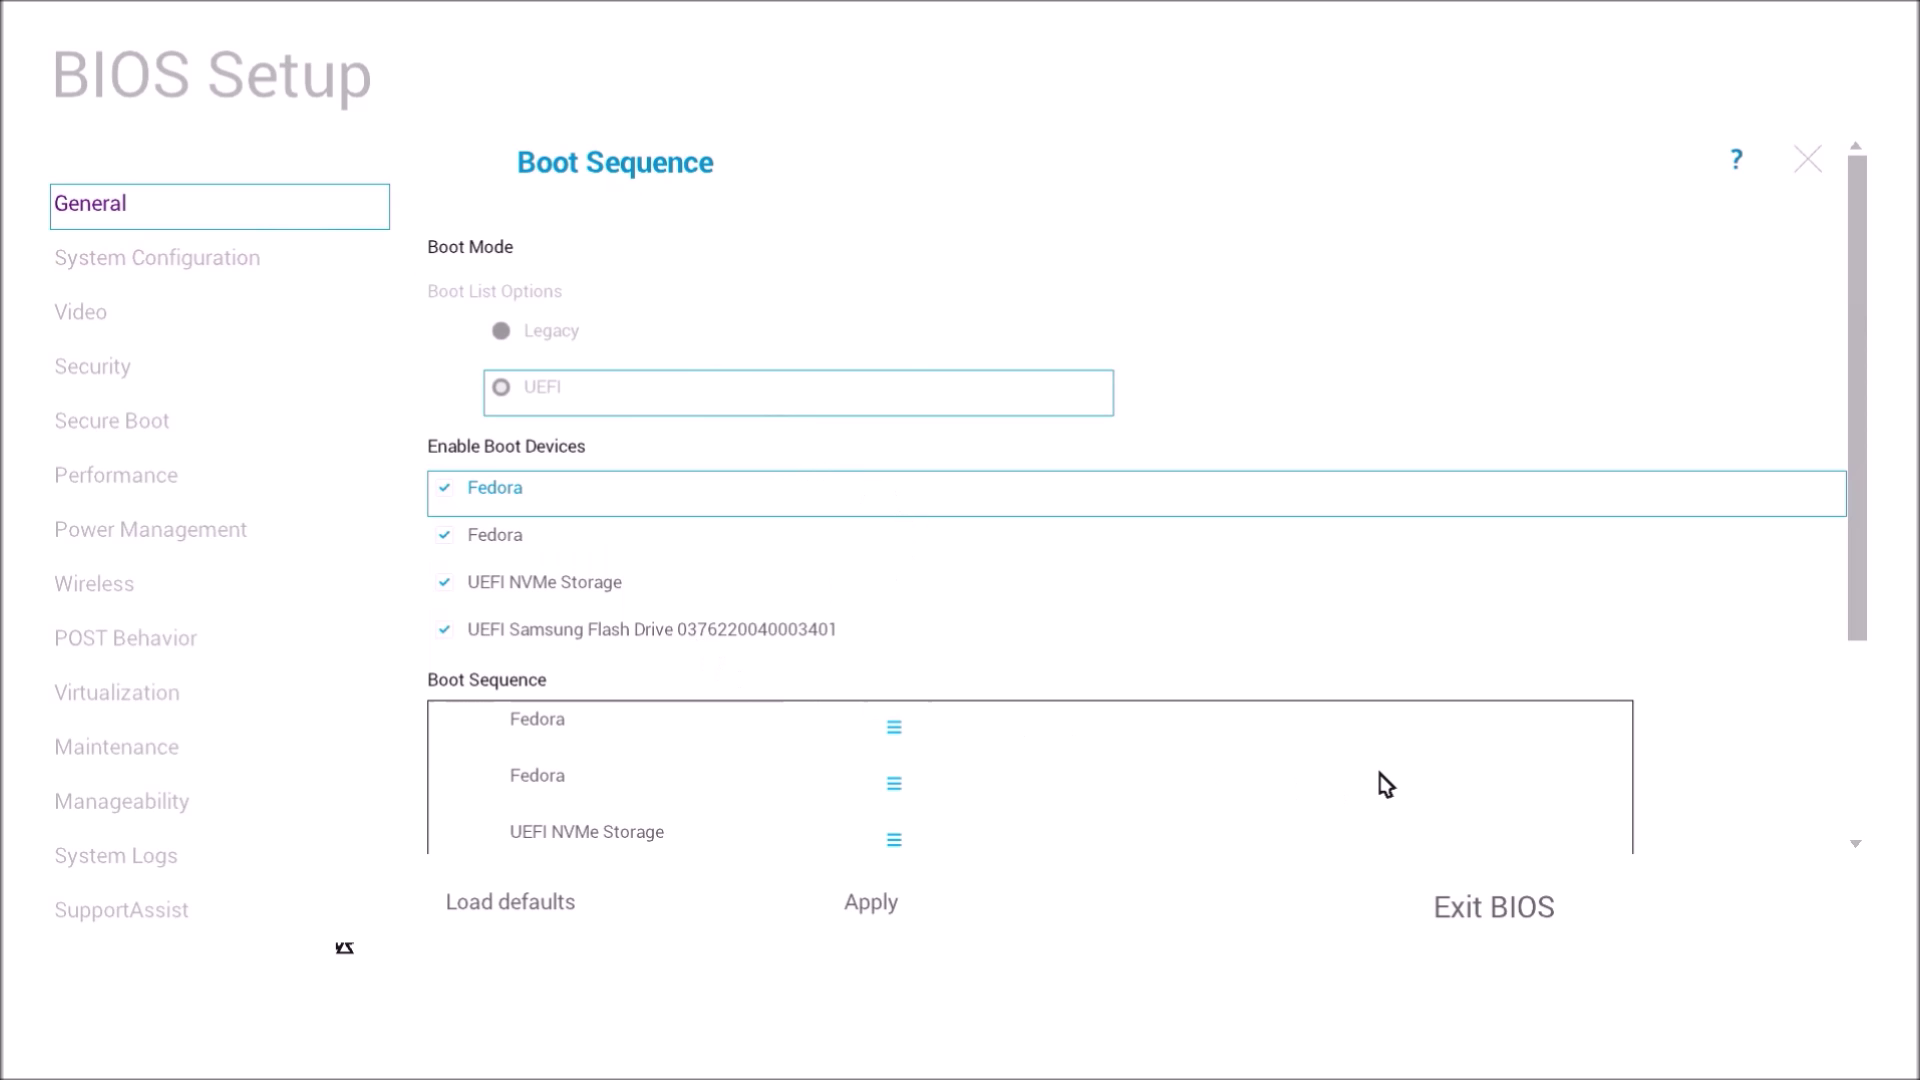 BIOS Setup
Boot Sequence
?
General
System Configuration
Video
Security
Secure Boot
Performance
Power Management
Wireless
POST Behavior
Virtualization
Maintenance
Manageability
System Logs
SupportAssist
Boot Mode
Boot List Options
Legacy
UEFI
Enable Boot Devices
Fedora
Fedora
UEFI NVMe Storage
UEFI Samsung Flash Drive 0376220040003401
Boot Sequence
Fedora
Fedora
UEFI NVMe Storage
Load defaults
Apply
Exit BIOS